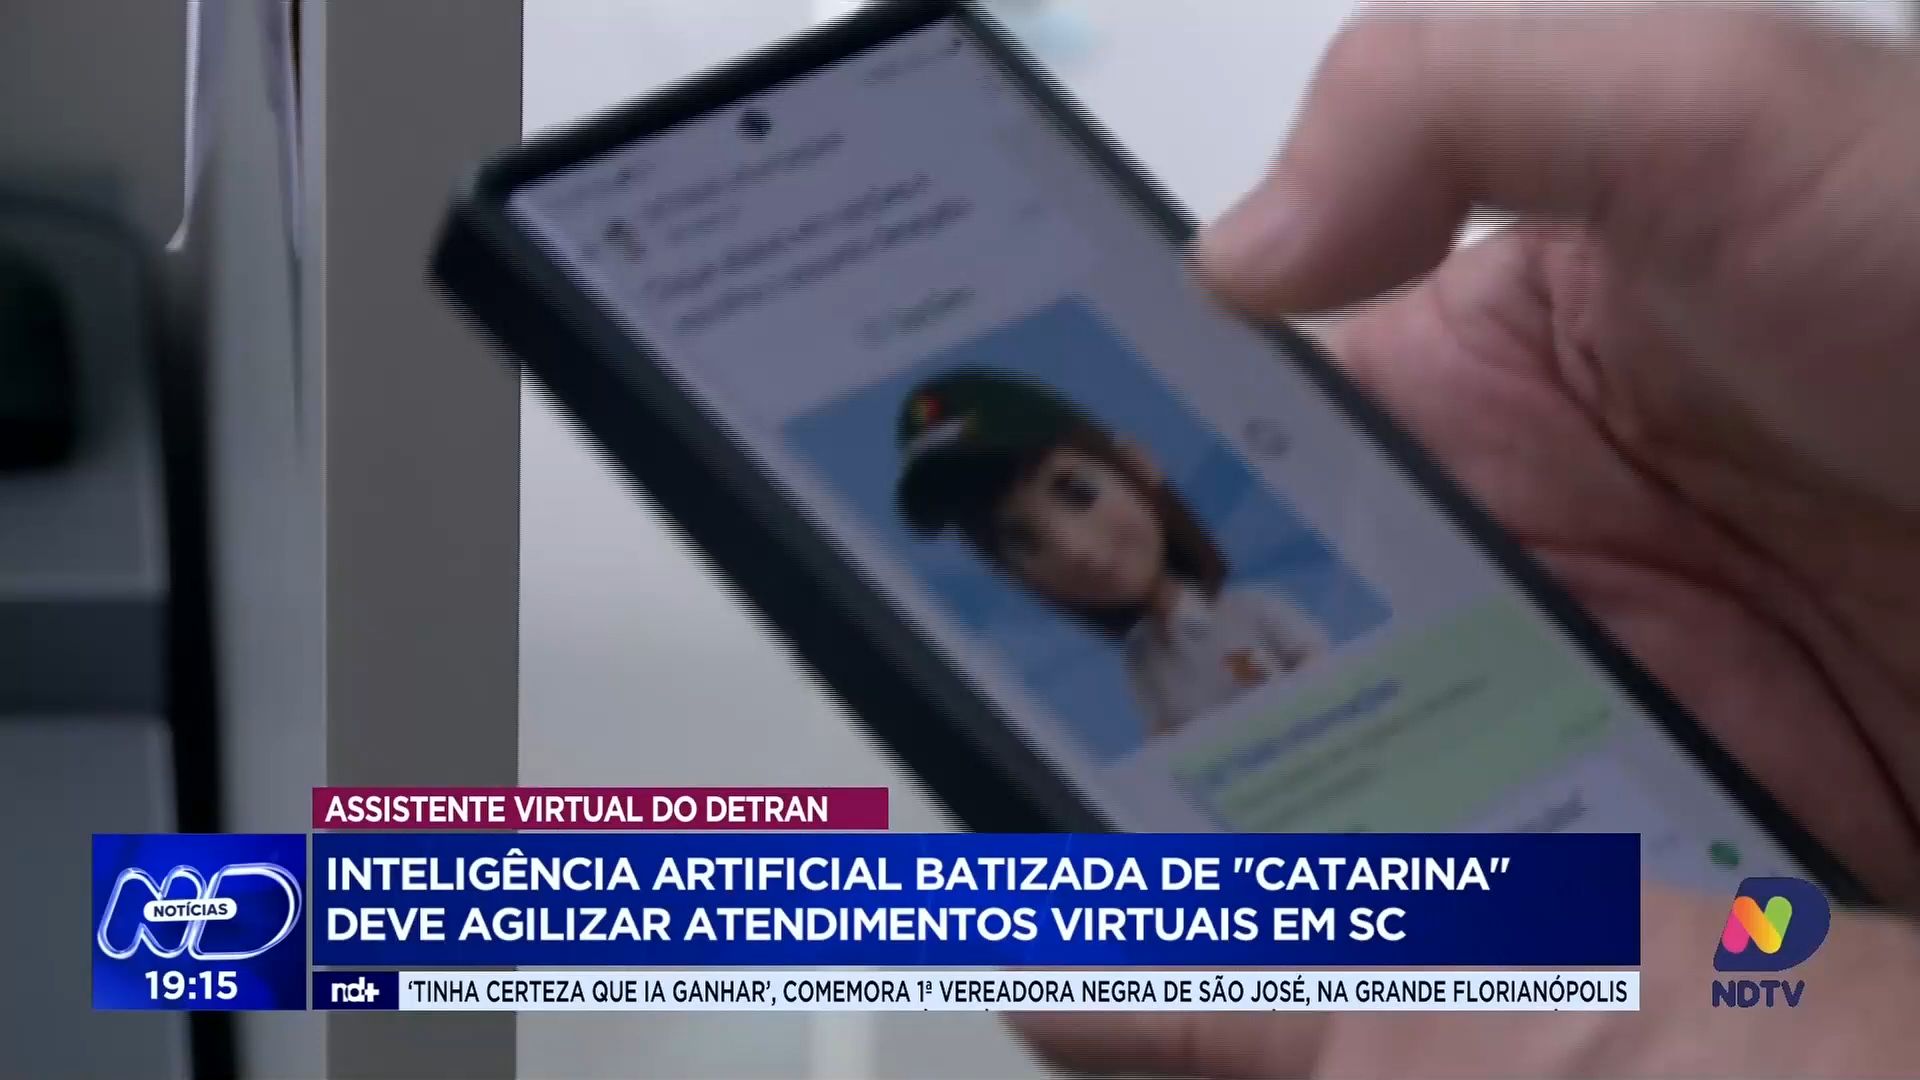 ASSISTENTE VIRTUAL DO DETRAN
INTELIGÊNCIA ARTIFICIAL BATIZADA DE "CATARINA"
DEVE AGILIZAR ATENDIMENTOS VIRTUAIS EM SC
ND
NOTÍCIAS
19:15
nd+
'TINHA CERTEZA QUE IA GANHAR', COMEMORA 1ª VEREADORA NEGRA DE SÃO JOSÉ, NA GRANDE FLORIANÓPOLIS
NDTV